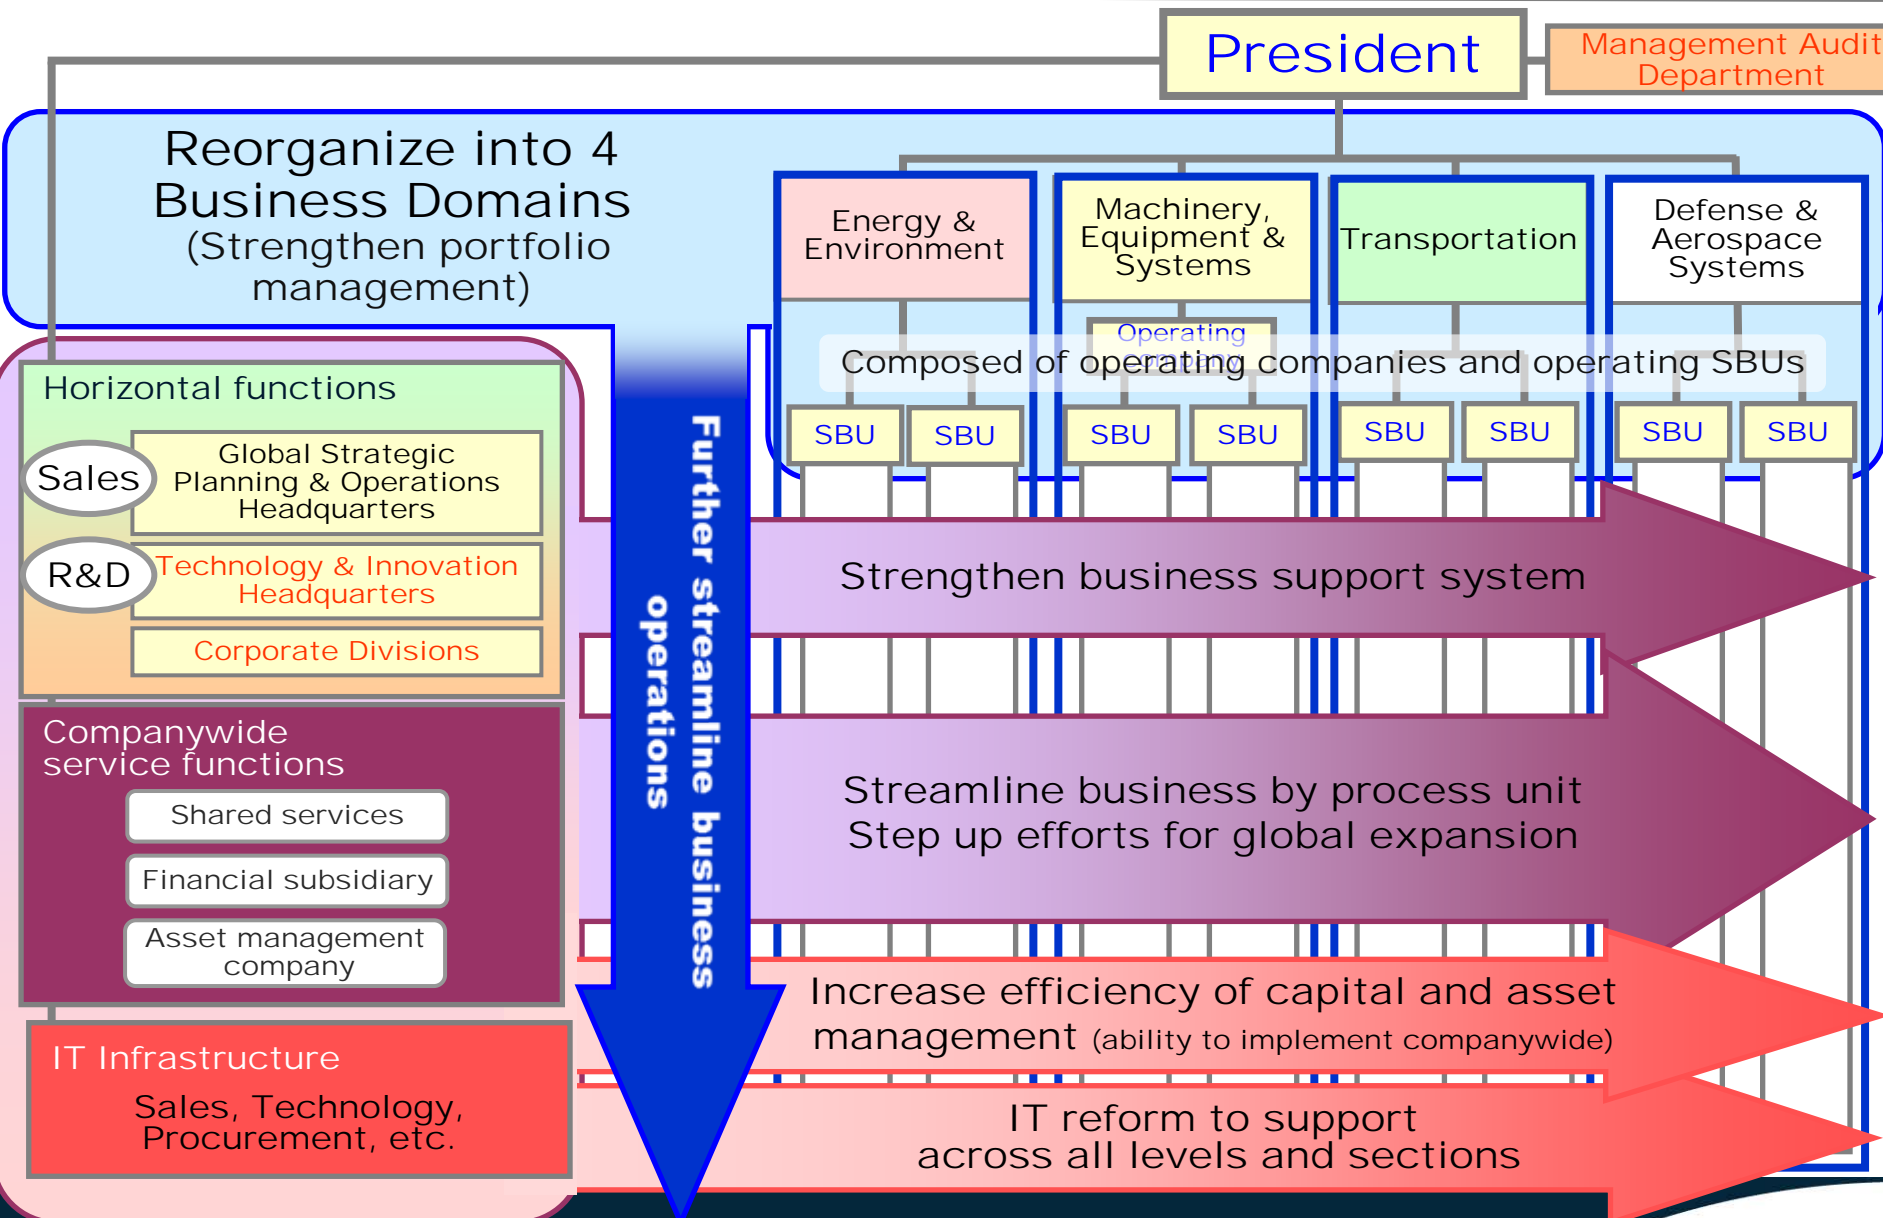 President
Management Audit
Department
Reorganize into 4
Business Domains
(Strengthen portfolio
management)
Energy &
Environment
Machinery,
Equipment &
Systems
Transportation
Defense &
Aerospace
Systems
Operating
company
Composed of operating companies and operating SBUs
SBU
SBU
SBU
SBU
SBU
SBU
SBU
SBU
Horizontal functions
Sales
Global Strategic
Planning & Operations
Headquarters
R&D
Technology & Innovation
Headquarters
Corporate Divisions
Companywide
service functions
Shared services
Financial subsidiary
Asset management
company
IT Infrastructure
Sales, Technology,
Procurement, etc.
Further streamline business
operations
Strengthen business support system
Streamline business by process unit
Step up efforts for global expansion
Increase efficiency of capital and asset
management (ability to implement companywide)
IT reform to support
across all levels and sections